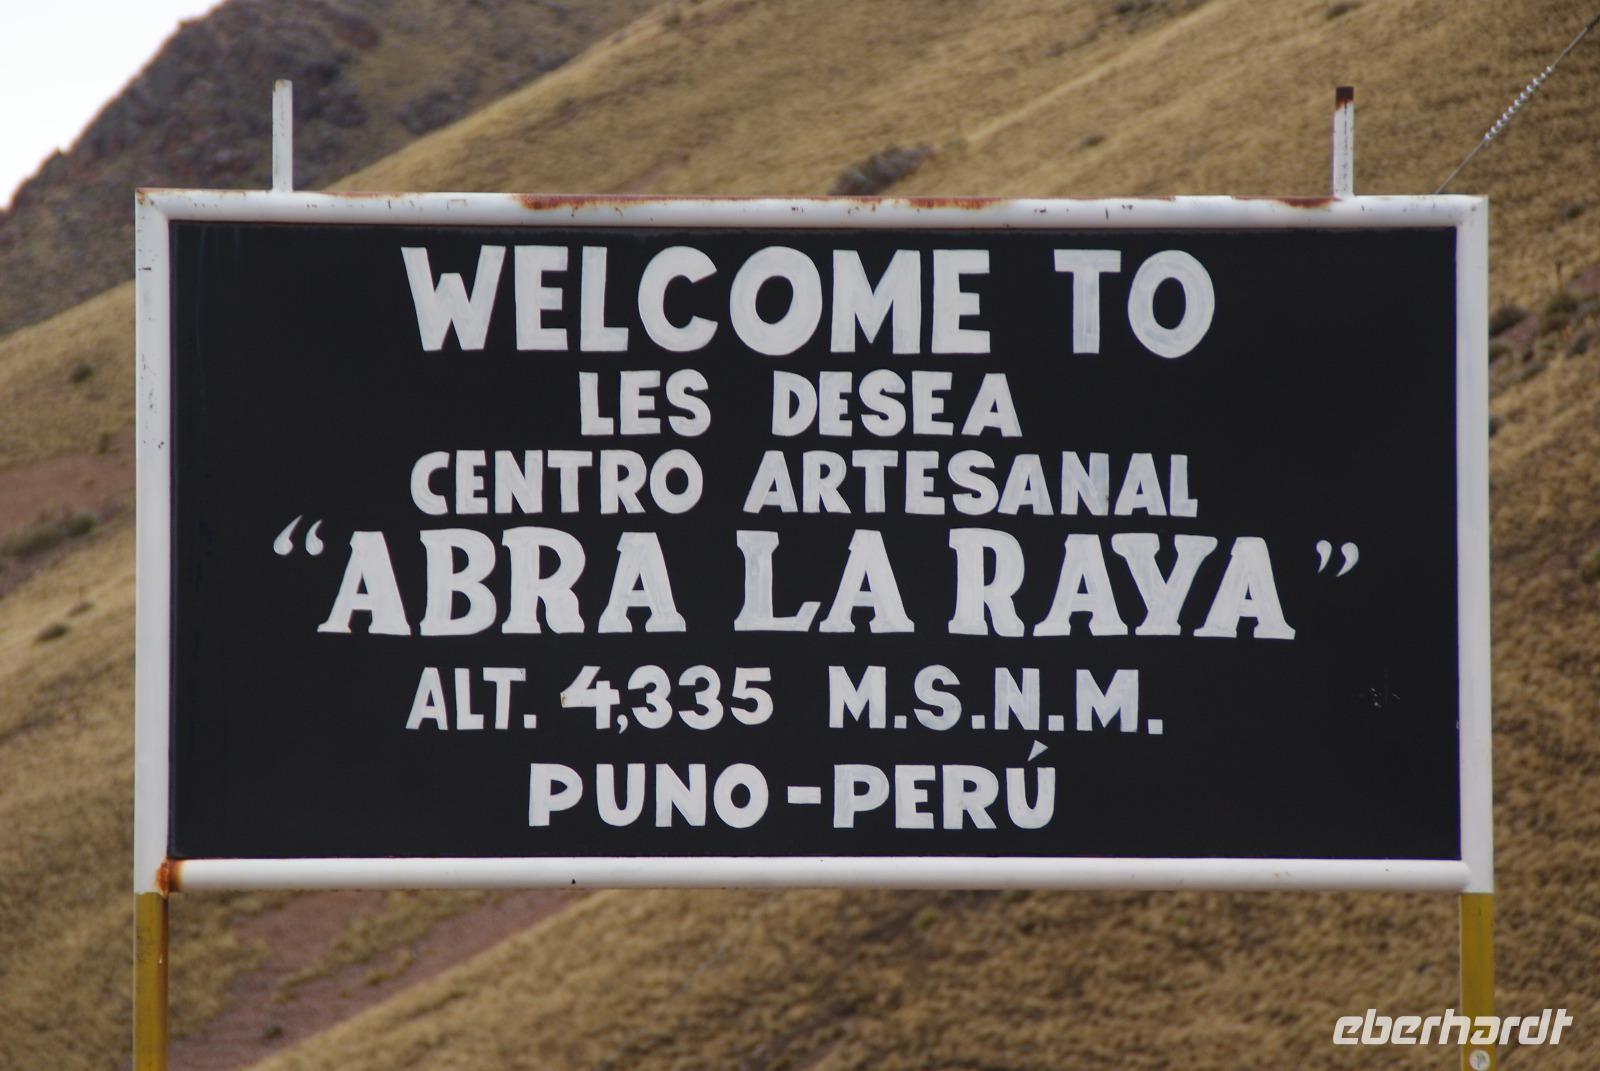 WELCOME TO
LES DESEA
CENTRO ARTESANAL
“ABRA LA RAYA”
ALT. 4,335 M.S.N.M.
PUNO-PERÚ
eberhardt